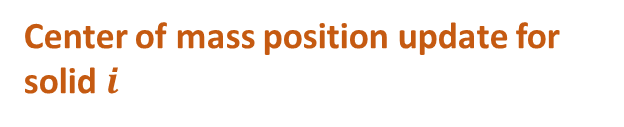 Center of mass position update for
solid i